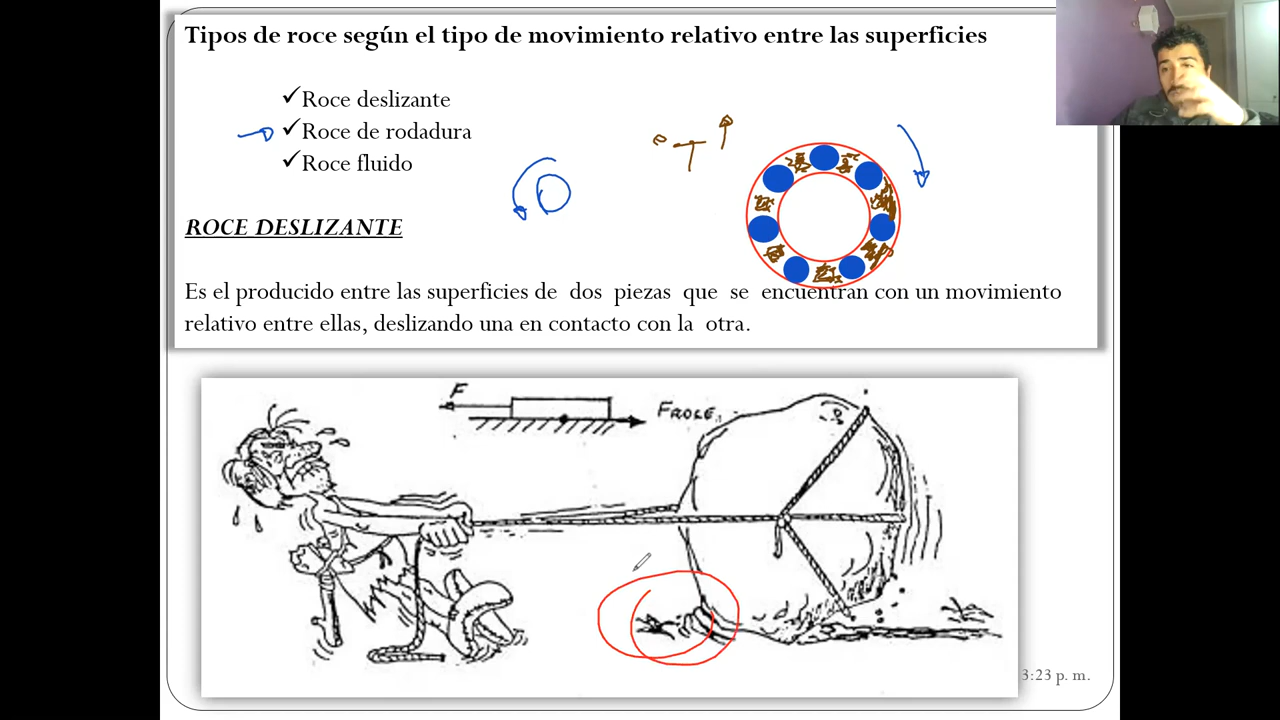 Tipos de roce según el tipo de movimiento relativo entre las superficies
✓Roce deslizante
✓Roce de rodadura
✓Roce fluido
ROCE DESLIZANTE
Es el producido entre las superficies de dos piezas que se encuentran con un movimiento
relativo entre ellas, deslizando una en contacto con la otra.
F
FROCE
3:23 p. m.